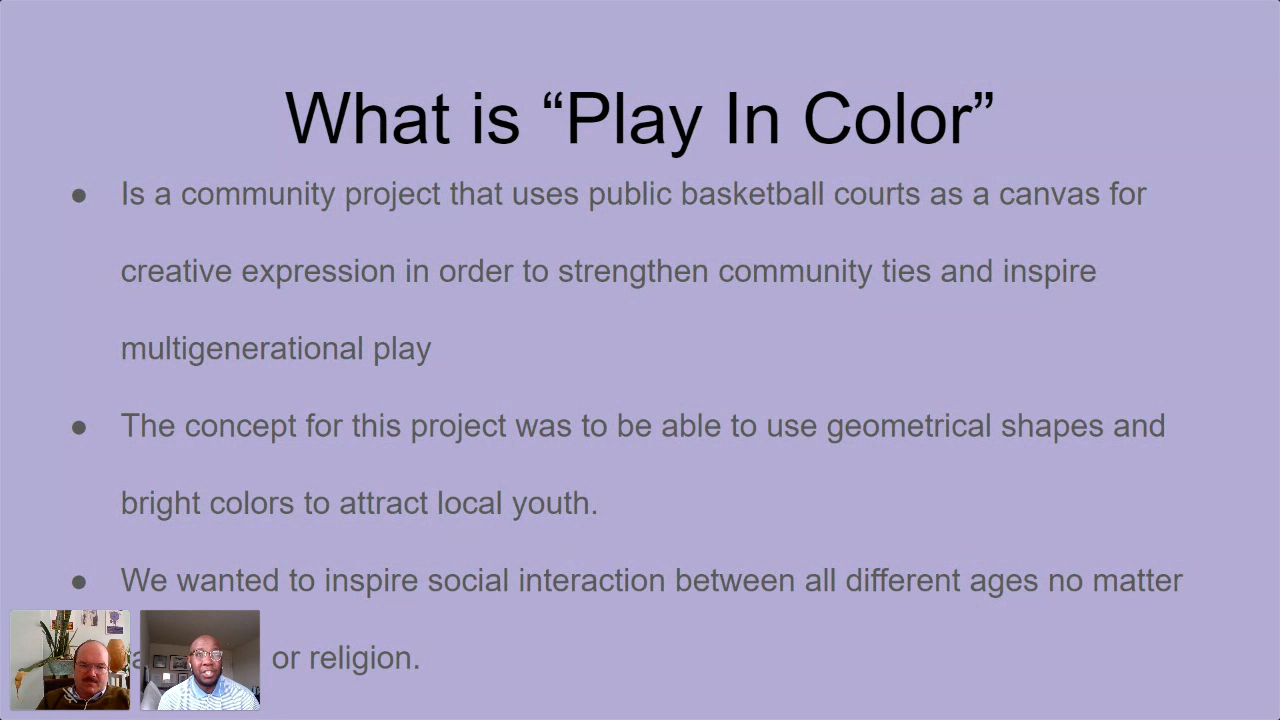 What is “Play In Color”
● Is a community project that uses public basketball courts as a canvas for
creative expression in order to strengthen community ties and inspire
multigenerational play
● The concept for this project was to be able to use geometrical shapes and
bright colors to attract local youth.
● We wanted to inspire social interaction between all different ages no matter
or religion.